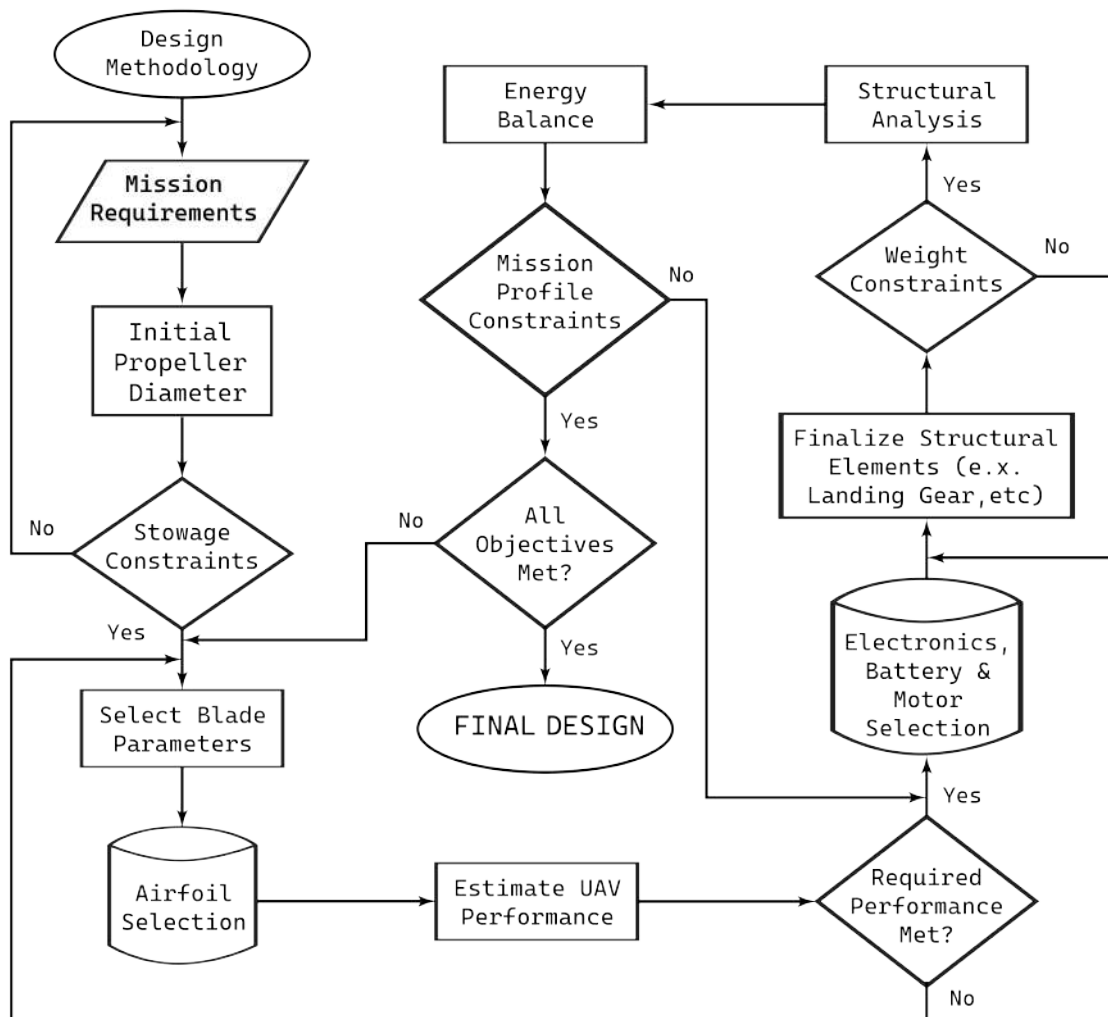 Design
Methodology
Mission
Requirements
Initial
Propeller
Diameter
No
Stowage
Constraints
Yes
Select Blade
Parameters
Airfoil
Selection
Estimate UAV
Performance
Required
Performance
Met?
No
Yes
Electronics,
Battery &
Motor
Selection
Finalize Structural
Elements (e.x.
Landing Gear,etc)
Weight
Constraints
No
Yes
Structural
Analysis
Energy
Balance
Mission
Profile
Constraints
No
Yes
All
Objectives
Met?
No
Yes
FINAL DESIGN